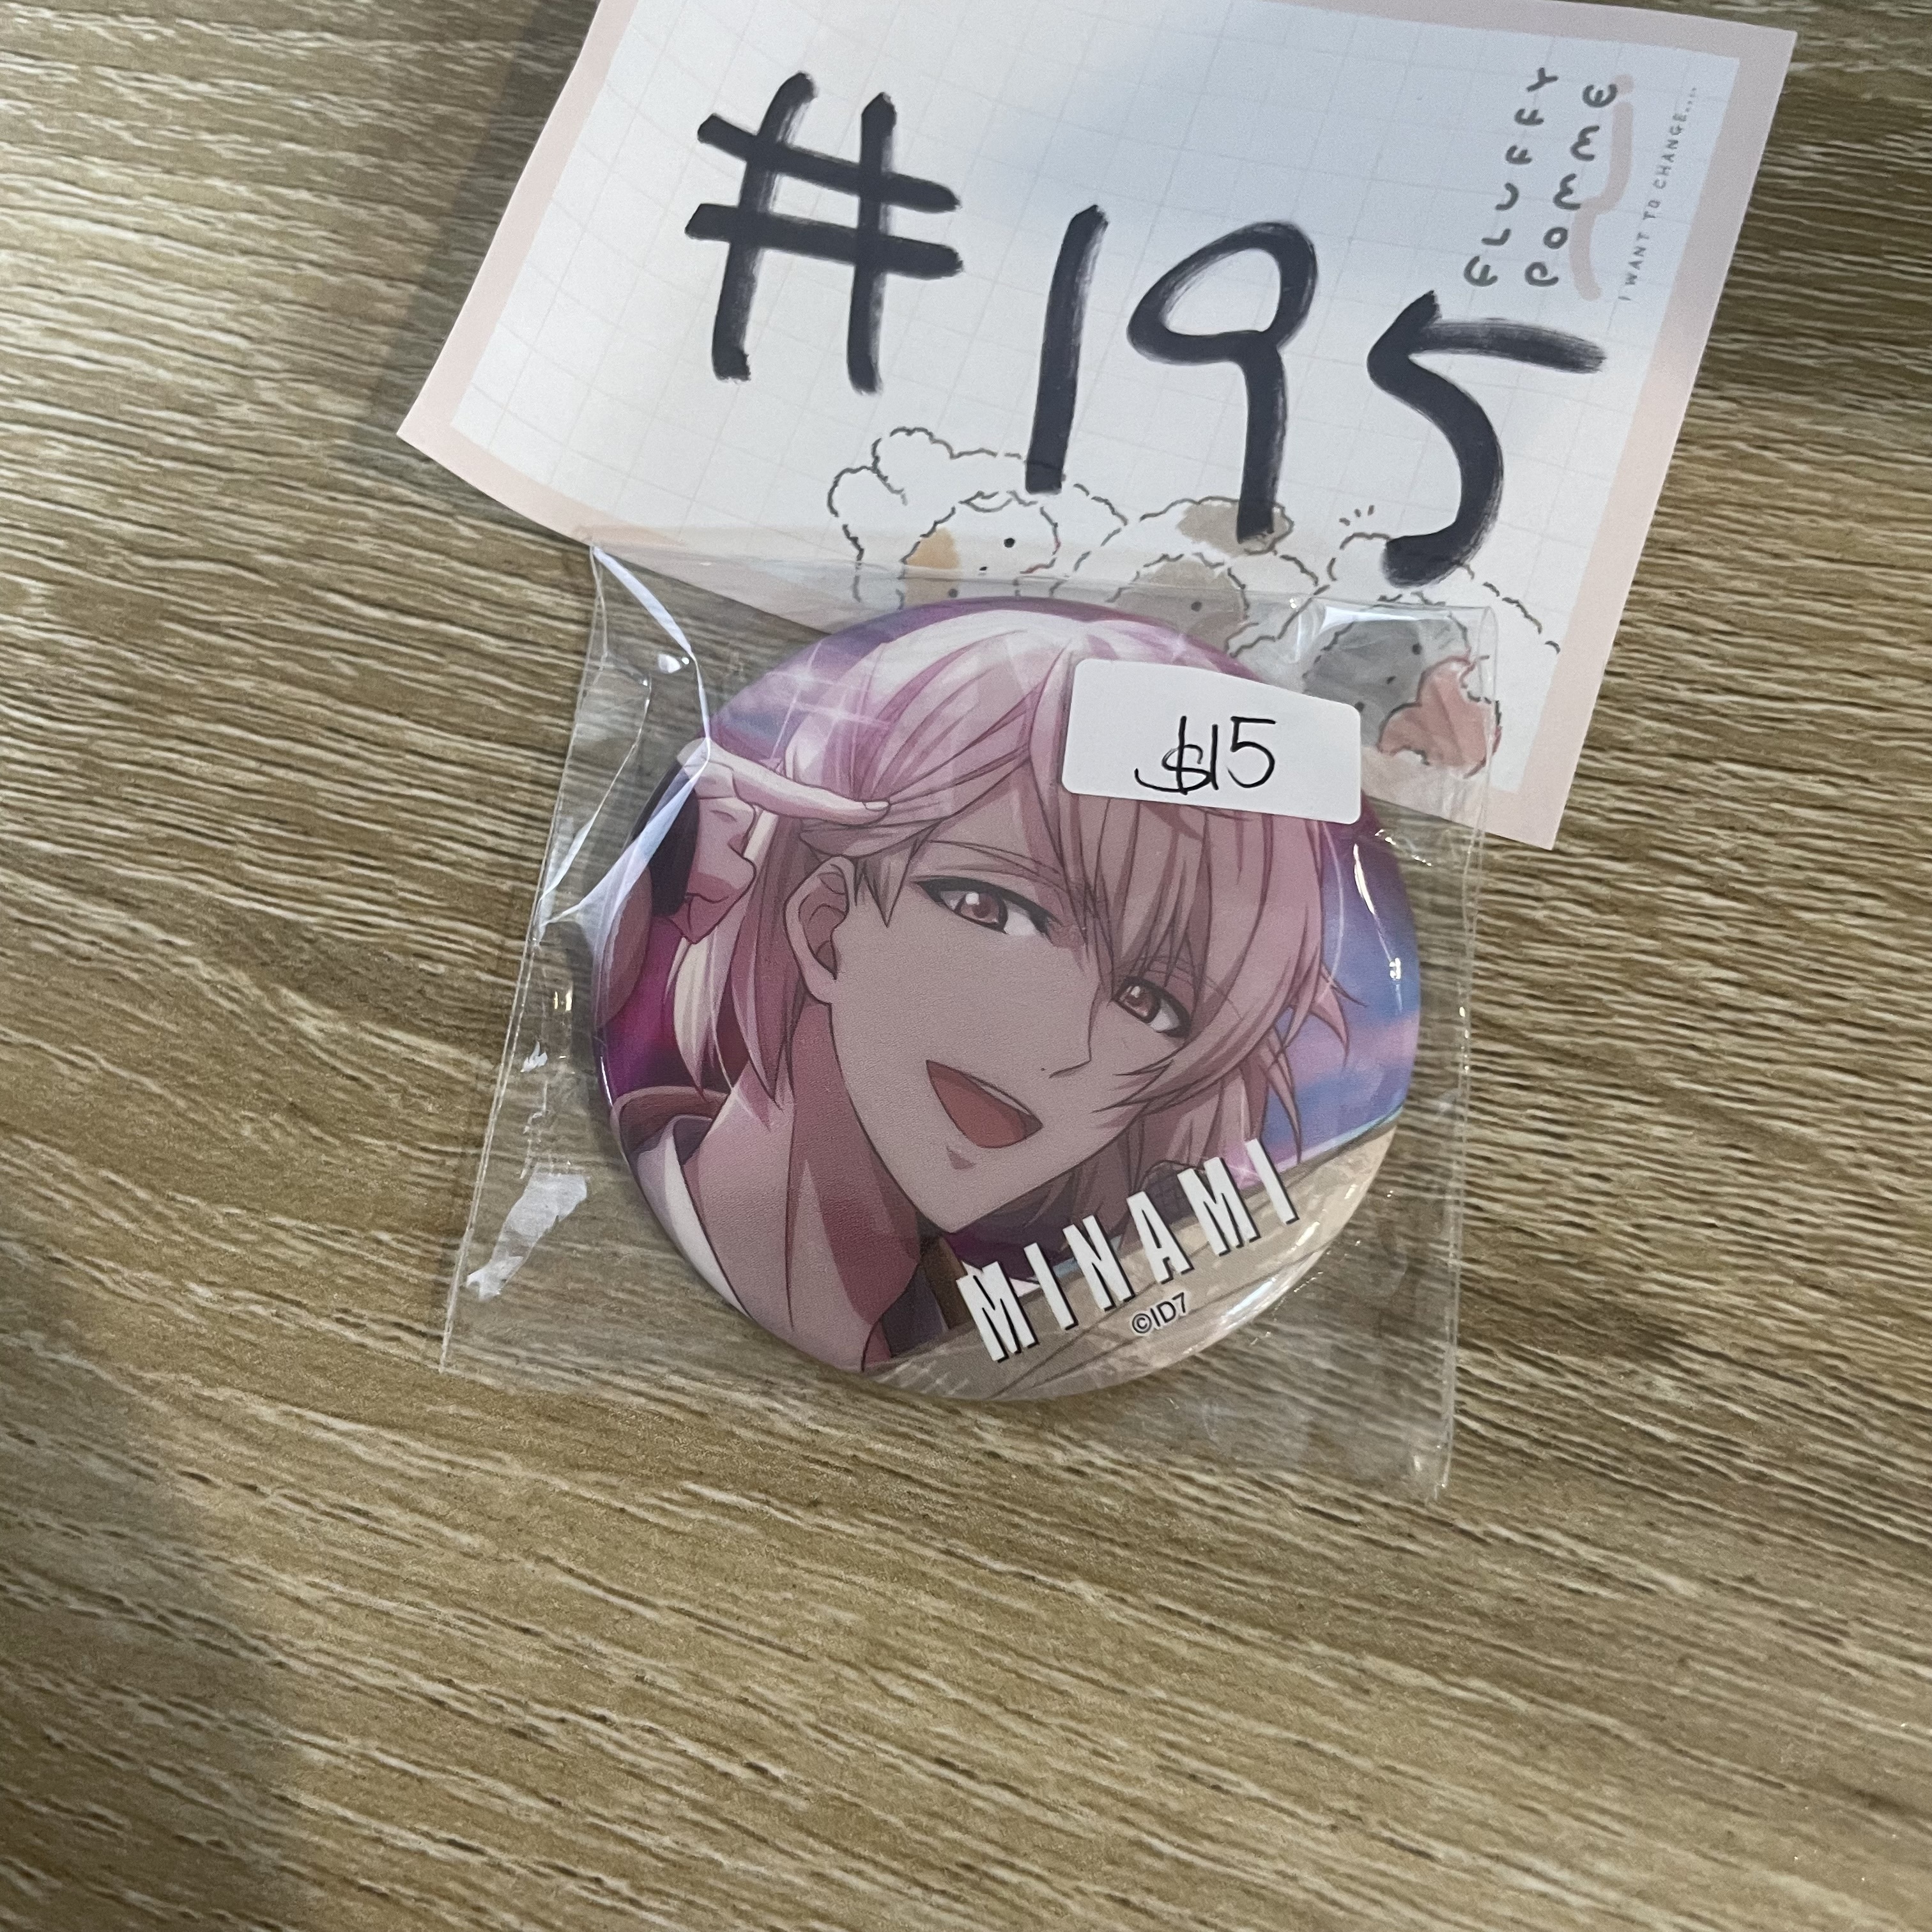 #195
FLUFFY
POMME
I WANT TO CHANGE....
$15
MINAMI
©ID7